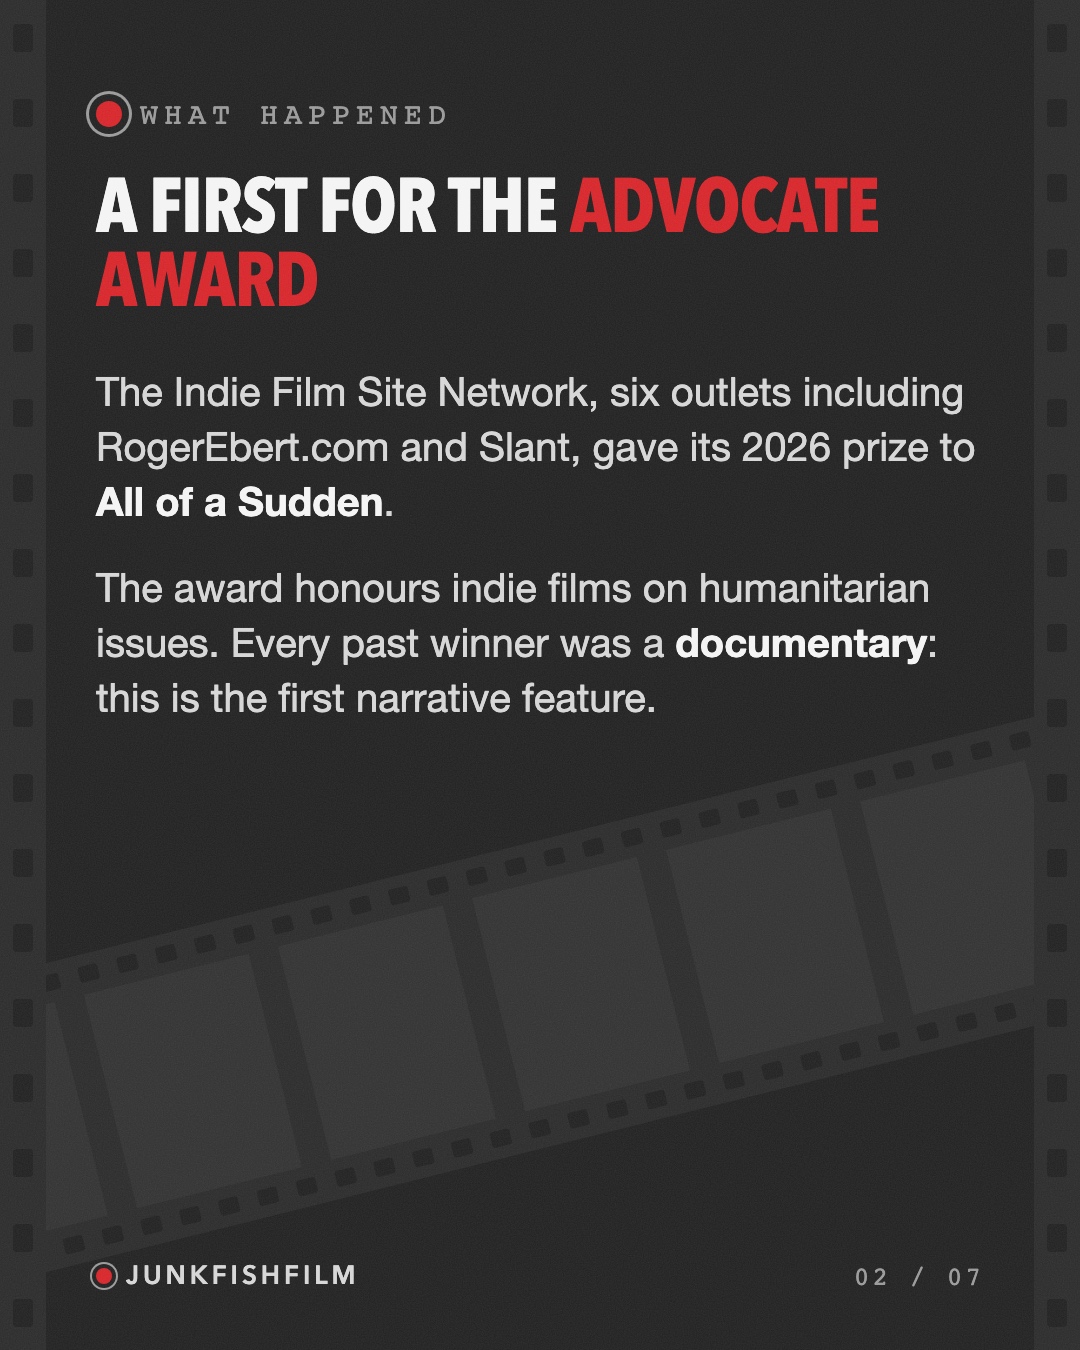 WHAT HAPPENED
A FIRST FOR THE ADVOCATE
AWARD
The Indie Film Site Network, six outlets including
RogerEbert.com and Slant, gave its 2026 prize to
All of a Sudden.
The award honours indie films on humanitarian
issues. Every past winner was a documentary:
this is the first narrative feature.
JUNKFISHFILM
02 / 07